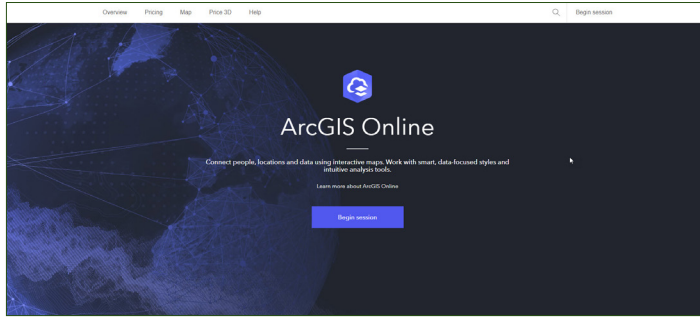 Overview Pricing Map Price 3D Help Begin session
ArcGIS Online
Connect people, locations and data using interactive maps. Work with smart, data-focused styles and
intuitive analysis tools.
Learn more about ArcGIS Online
Begin session